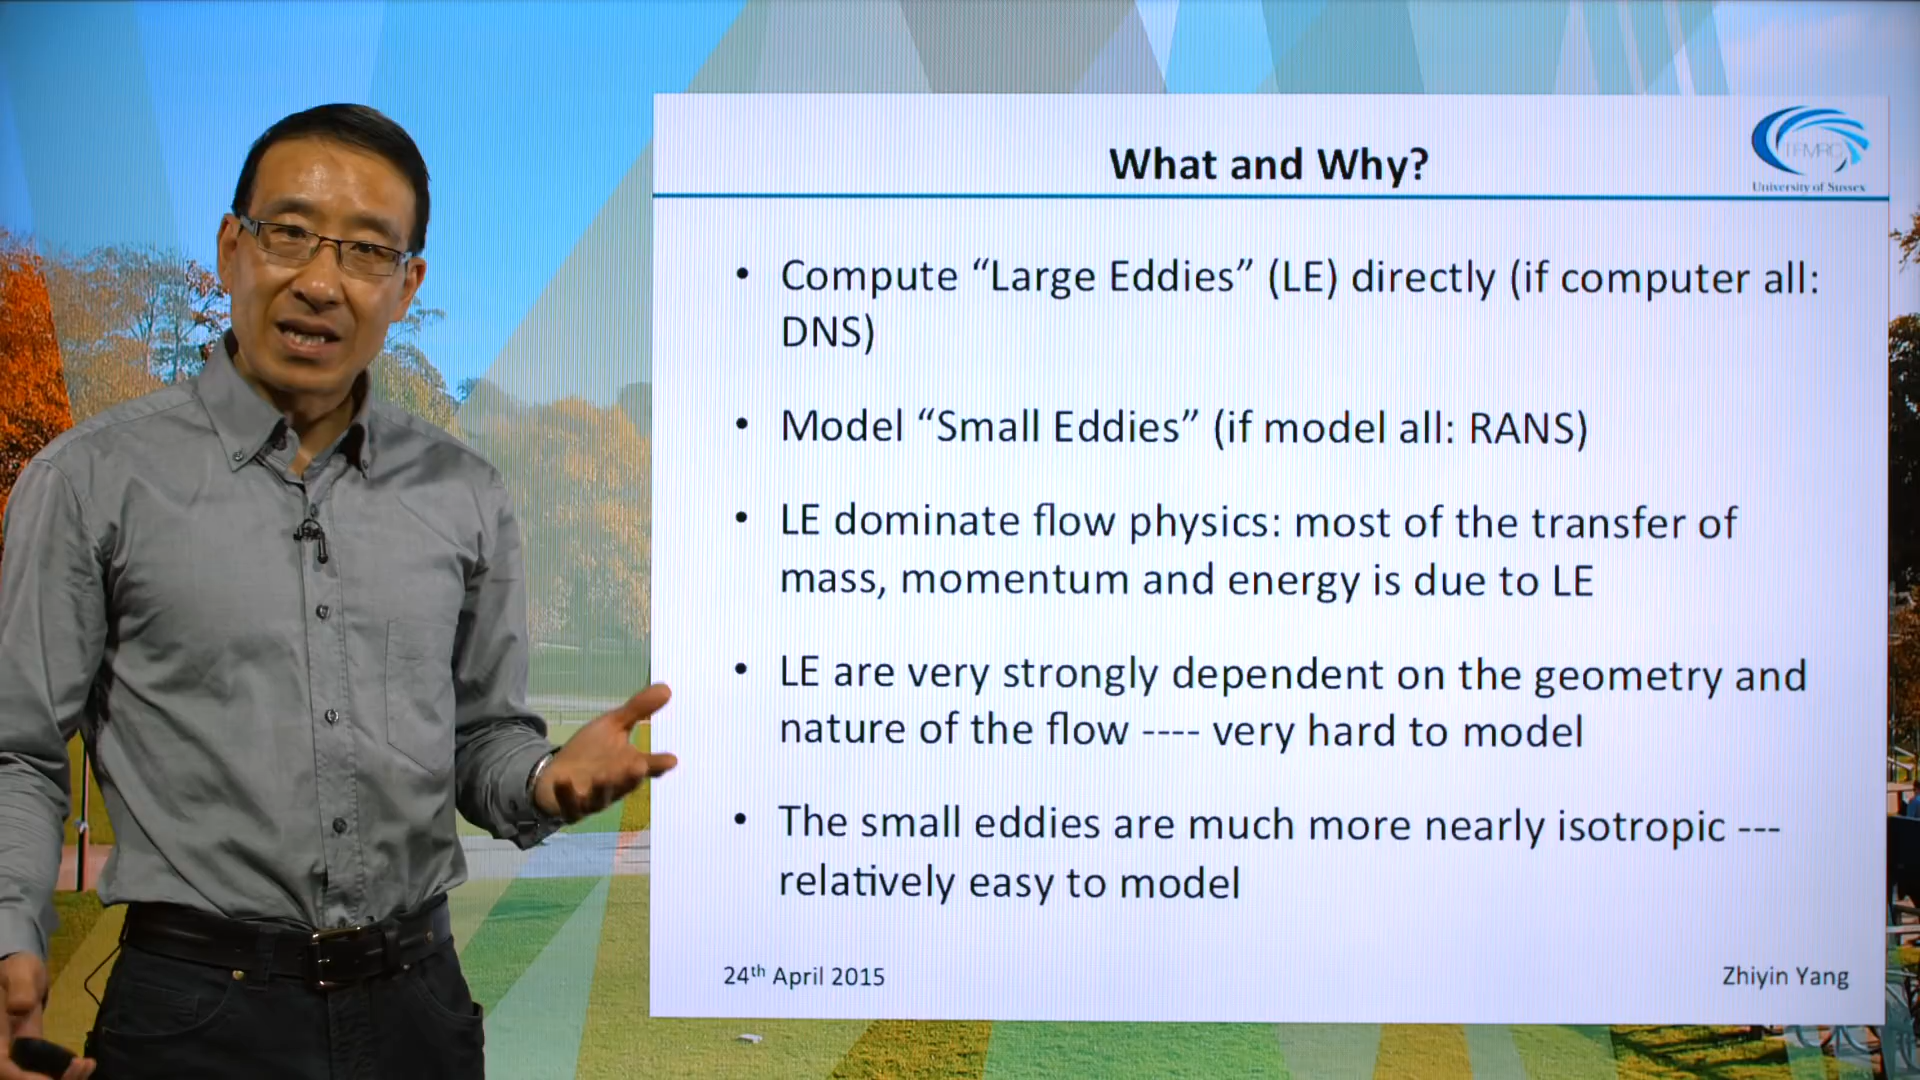 What and Why?
TFMRC
University of Sussex
• Compute “Large Eddies” (LE) directly (if computer all:
DNS)
• Model “Small Eddies” (if model all: RANS)
• LE dominate flow physics: most of the transfer of
mass, momentum and energy is due to LE
• LE are very strongly dependent on the geometry and
nature of the flow ---- very hard to model
• The small eddies are much more nearly isotropic ---
relatively easy to model
24th April 2015
Zhiyin Yang